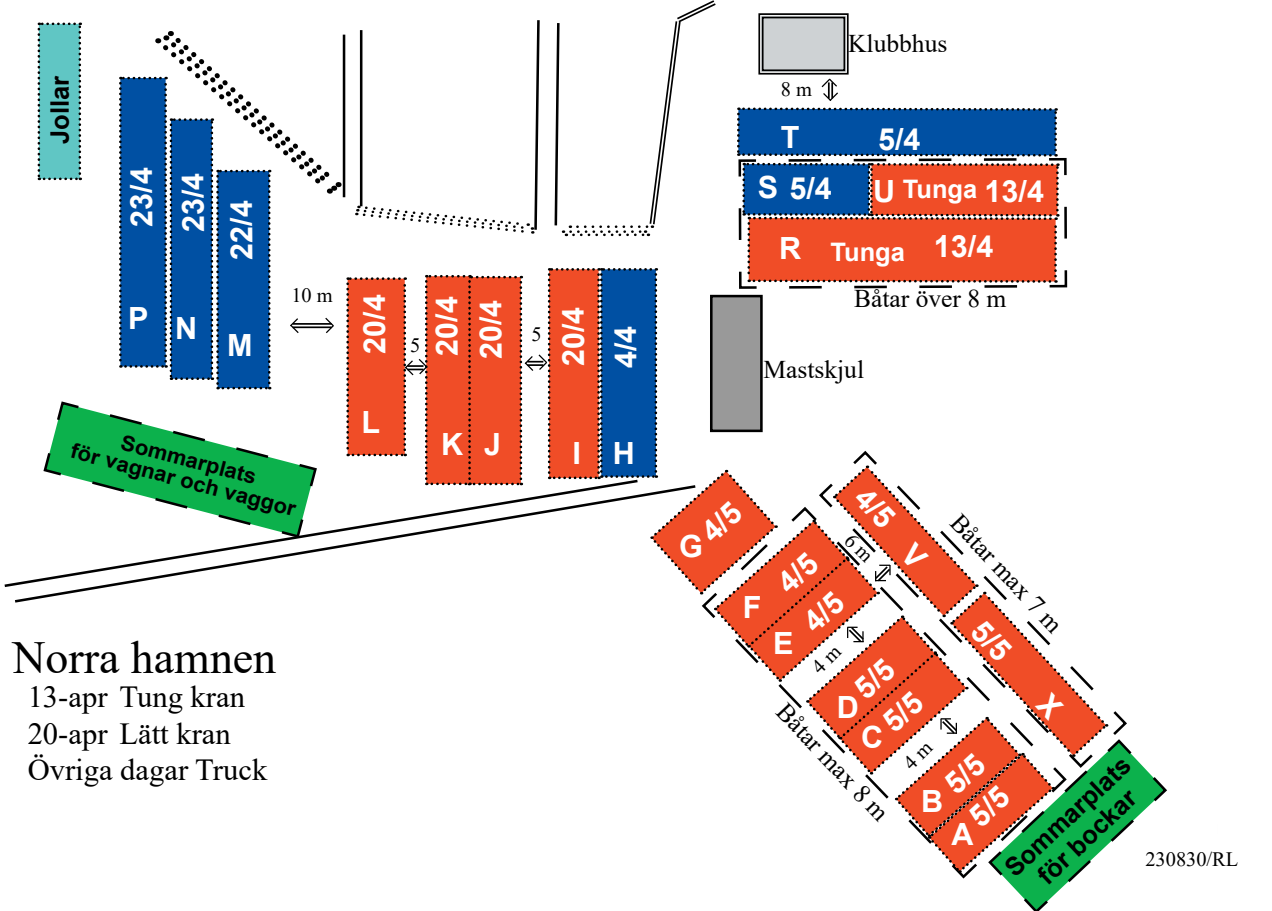 Klubbhus
8 m
Jollar
T 5/4
S 5/4
U Tunga 13/4
R Tunga 13/4
Båtar över 8 m
P 23/4
N 23/4
M 22/4
10 m
L 20/4
5
K 20/4
J 20/4
5
I 20/4
H 4/4
Mastskjul
Sommarplats
för vagnar och vaggor
G 4/5
F 4/5
E 4/5
6 m
4/5 V
Båtar max 7 m
4 m
D 5/5
C 5/5
5/5 X
Båtar max 8 m
4 m
B 5/5
A 5/5
Sommarplats
för bockar
Norra hamnen
13-apr Tung kran
20-apr Lätt kran
Övriga dagar Truck
230830/RL